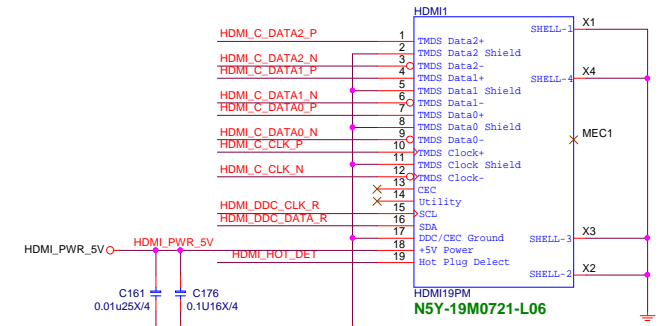 HDMI1
HDMI_C_DATA2_P 1 TMDS Data2+ SHELL-1 X1
2 TMDS Data2 Shield
HDMI_C_DATA2_N 3 TMDS Data2-
HDMI_C_DATA1_P 4 TMDS Data1+ SHELL-4 X4
5 TMDS Data1 Shield
HDMI_C_DATA1_N 6 TMDS Data1-
HDMI_C_DATA0_P 7 TMDS Data0+
8 TMDS Data0 Shield
HDMI_C_DATA0_N 9 TMDS Data0- MEC1
HDMI_C_CLK_P 10 TMDS Clock+
11 TMDS Clock Shield
HDMI_C_CLK_N 12 TMDS Clock-
13 CEC
14 Utility
HDMI_DDC_CLK_R 15 SCL
HDMI_DDC_DATA_R 16 SDA
17 DDC/CEC Ground SHELL-3 X3
HDMI_PWR_5V HDMI_PWR_5V 18 +5V Power
HDMI_HOT_DET 19 Hot Plug Delect
SHELL-2 X2
C161 C176 HDMI19PM
0.01u25X/4 0.1U16X/4 N5Y-19M0721-L06